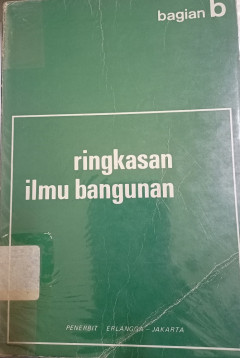 bagian b
ringkasan
ilmu bangunan
PENERBIT ERLANGGA – JAKARTA